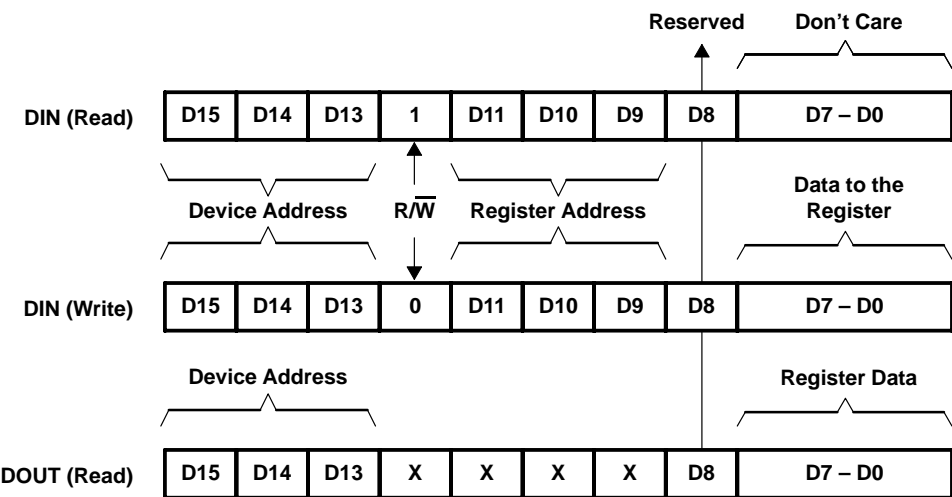 Reserved Don't Care
DIN (Read) D15 D14 D13 1 D11 D10 D9 D8 D7 – D0
Device Address R/W̅ Register Address Data to the
Register
DIN (Write) D15 D14 D13 0 D11 D10 D9 D8 D7 – D0
Device Address Register Data
DOUT (Read) D15 D14 D13 X X X X D8 D7 – D0